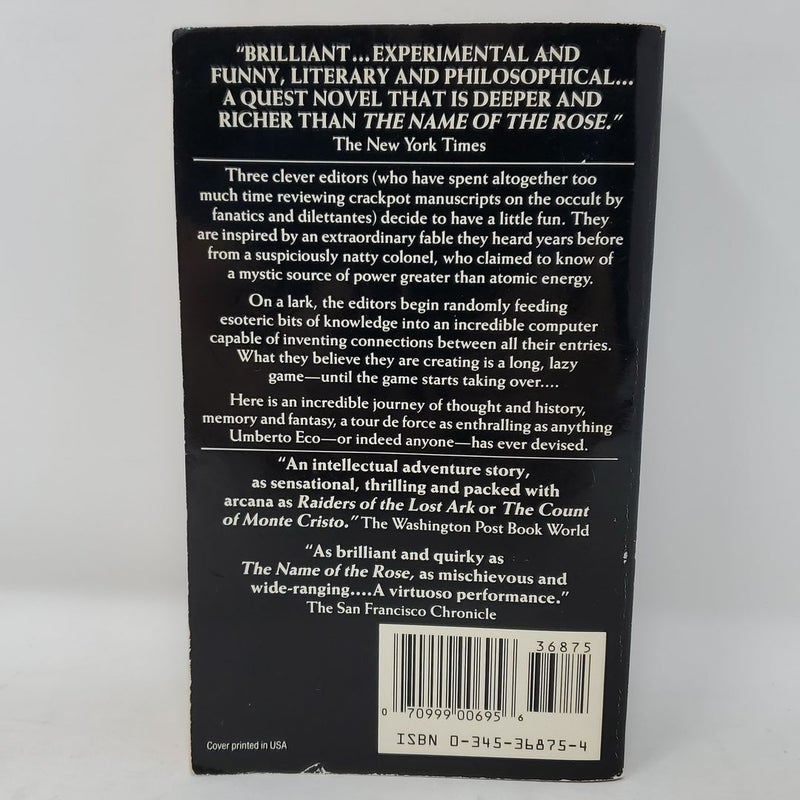 "BRILLIANT...EXPERIMENTAL AND
FUNNY, LITERARY AND PHILOSOPHICAL...
A QUEST NOVEL THAT IS DEEPER AND
RICHER THAN THE NAME OF THE ROSE."
The New York Times
Three clever editors (who have spent altogether too
much time reviewing crackpot manuscripts on the occult by
fanatics and dilettantes) decide to have a little fun. They
are inspired by an extraordinary fable they heard years before
from a suspiciously natty colonel, who claimed to know of
a mystic source of power greater than atomic energy.
On a lark, the editors begin randomly feeding
esoteric bits of knowledge into an incredible computer
capable of inventing connections between all their entries.
What they believe they are creating is a long, lazy
game—until the game starts taking over....
Here is an incredible journey of thought and history,
memory and fantasy, a tour de force as enthralling as anything
Umberto Eco—or indeed anyone—has ever devised.
"An intellectual adventure story,
as sensational, thrilling and packed with
arcana as Raiders of the Lost Ark or The Count
of Monte Cristo." The Washington Post Book World
"As brilliant and quirky as
The Name of the Rose, as mischievous and
wide-ranging....A virtuoso performance."
The San Francisco Chronicle
36875
0 70999 00695 6
ISBN 0-345-36875-4
Cover printed in USA